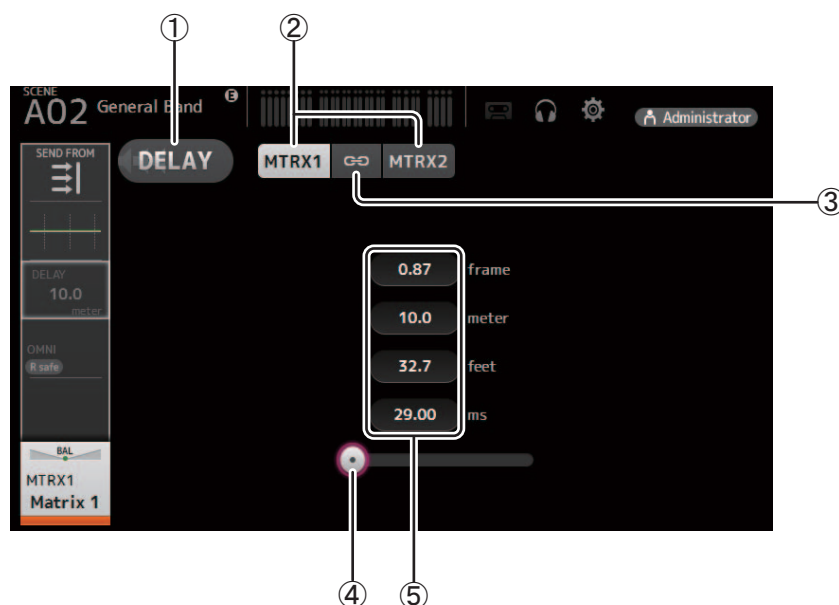 ① ②
SCENE
A02 General Band E
Administrator
SEND FROM
DELAY
MTRX1 MTRX2
③
0.87 frame
DELAY
10.0
meter
10.0 meter
OMNI
R safe
32.7 feet
29.00 ms
BAL
MTRX1
Matrix 1
④ ⑤